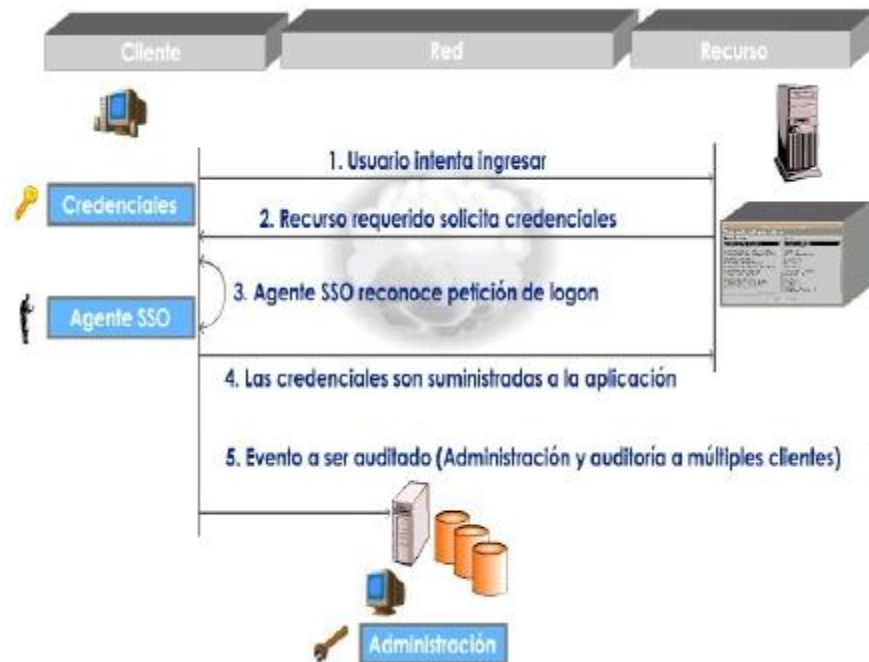 Cliente
Red
Recurso
1. Usuario intenta ingresar
Credenciales
2. Recurso requerido solicita credenciales
3. Agente SSO reconoce petición de logon
Agente SSO
4. Las credenciales son suministradas a la aplicación
5. Evento a ser auditado (Administración y auditoría a múltiples clientes)
Administración